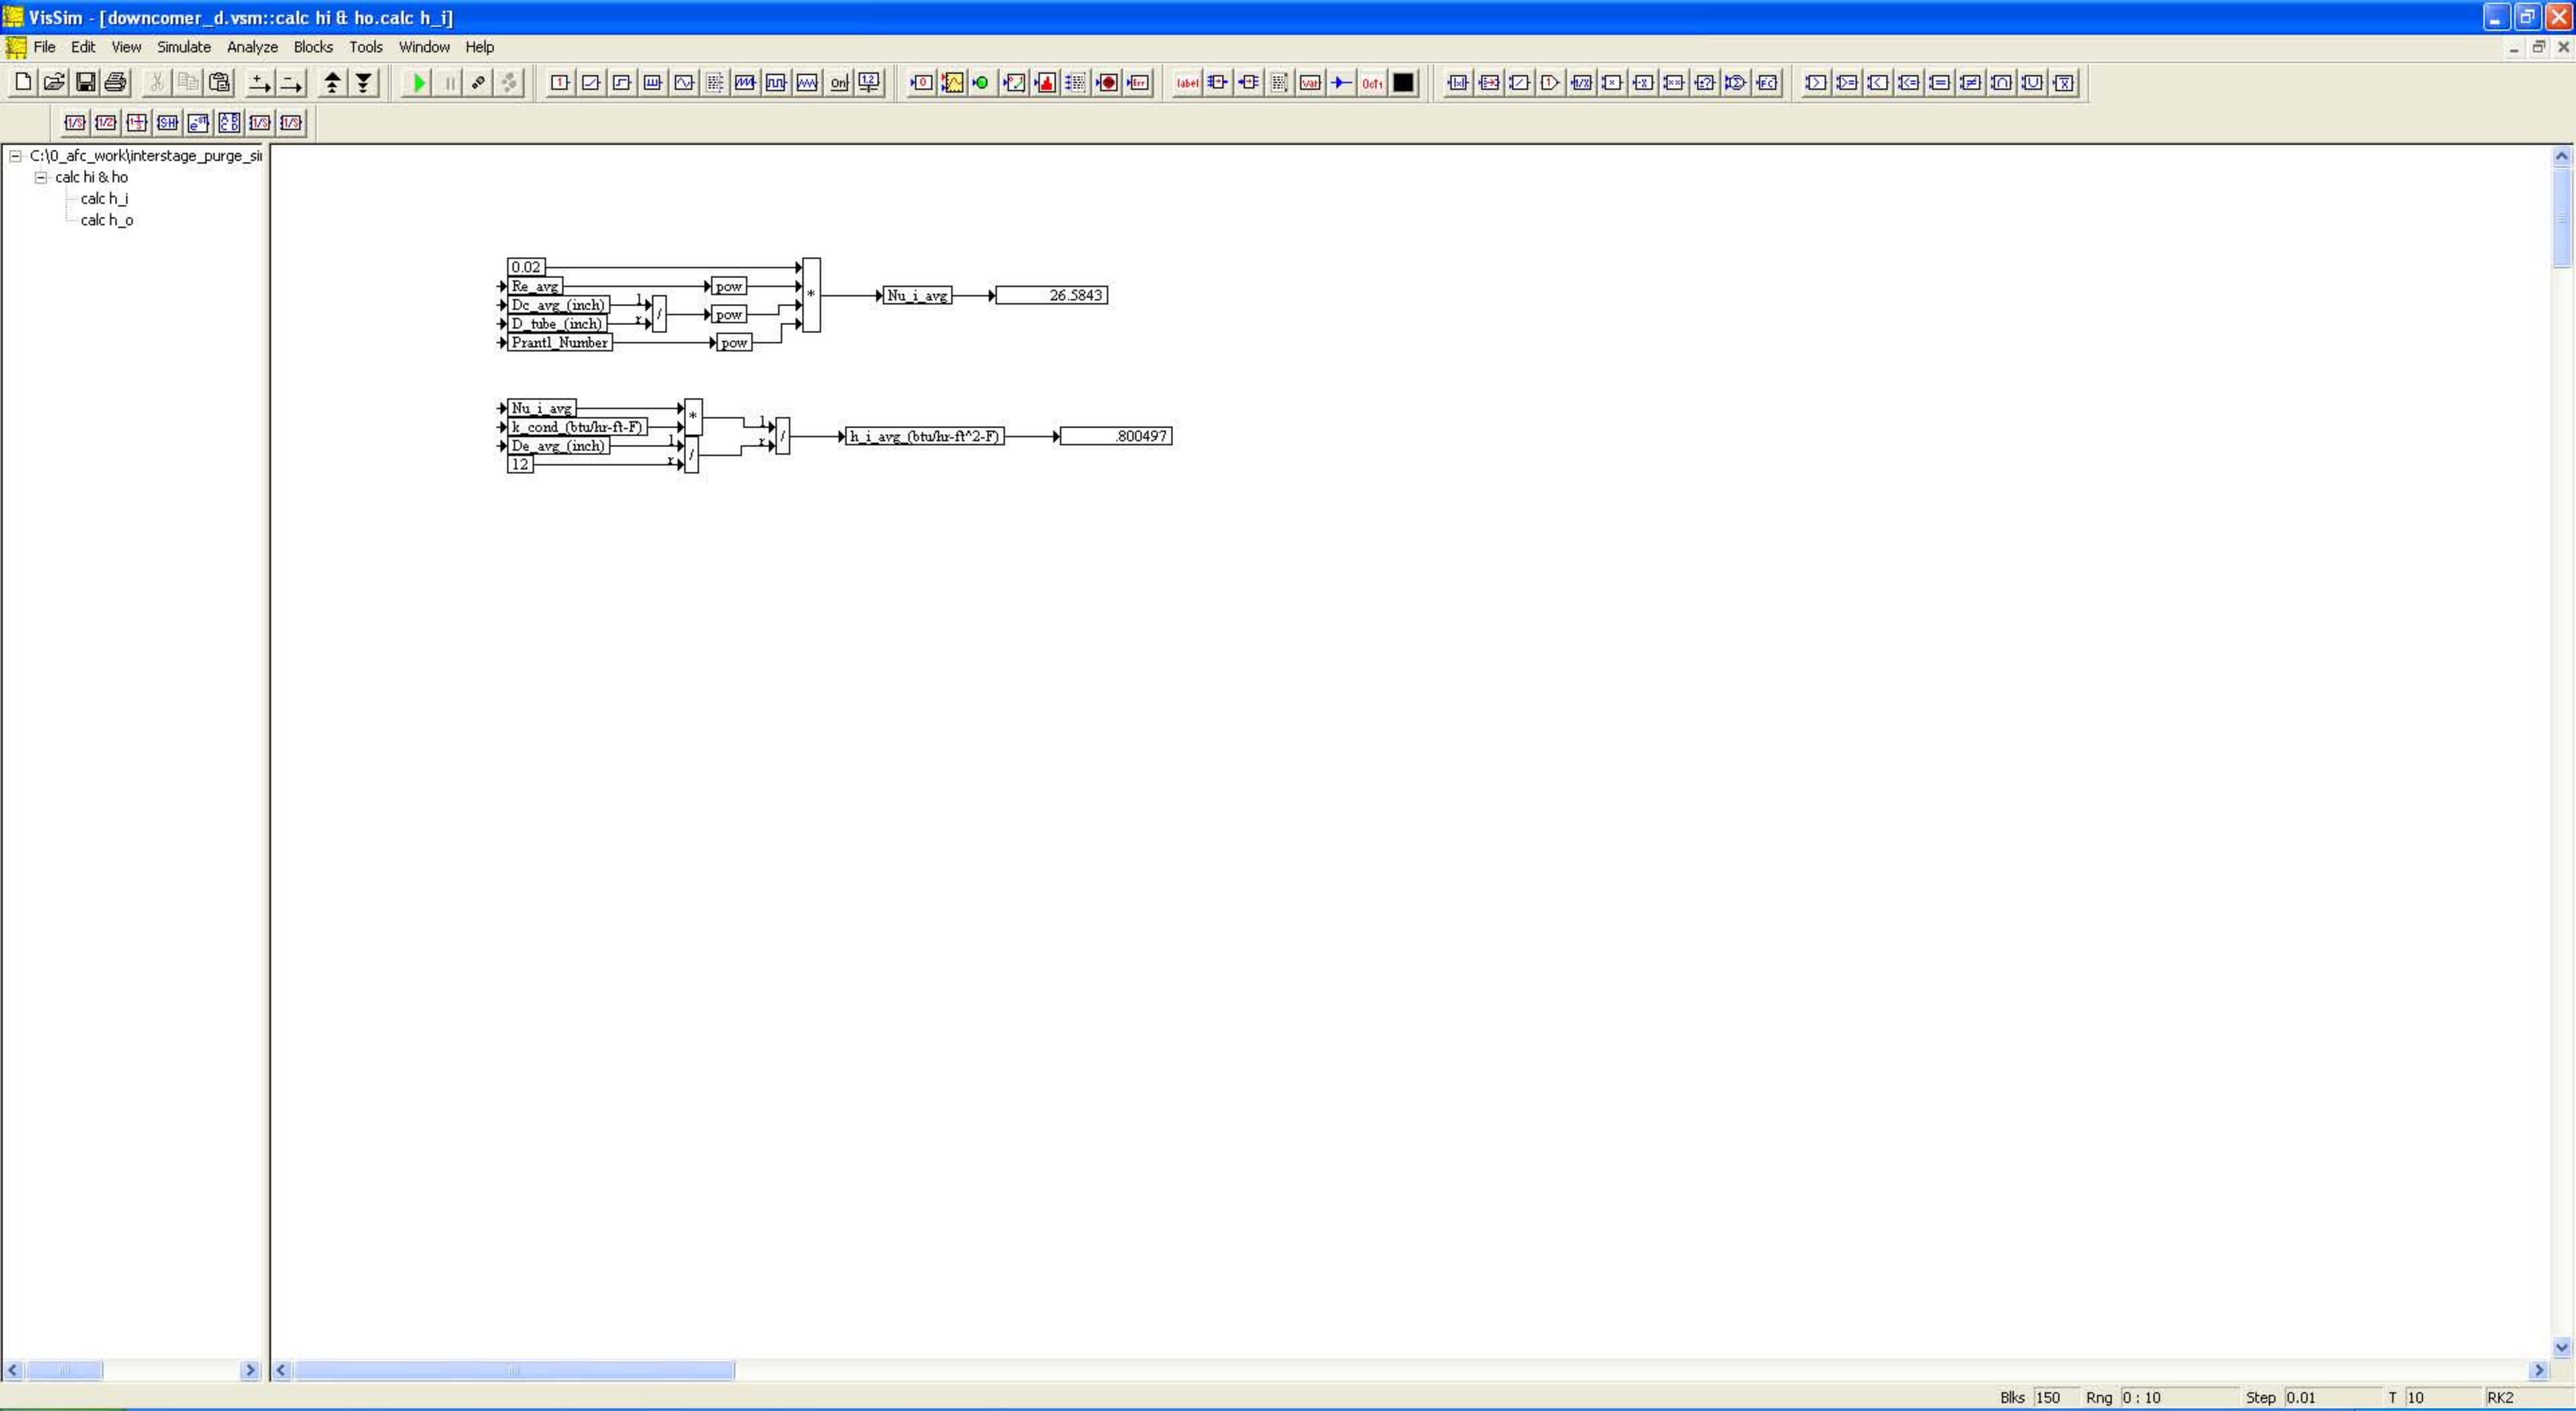 VisSim - [downcomer_d.vsm::calc hi & ho.calc h_i]
File Edit View Simulate Analyze Blocks Tools Window Help
C:\0_afc_work\interstage_purge_si
calc hi & ho
calc h_i
calc h_o
0.02
Re_avg pow
Dc_avg_(inch) l
/ pow * Nu_i_avg 26.5843
D_tube_(inch) r
Prantl_Number pow
Nu_i_avg *
k_cond_(btu/hr-ft-F) l
/ h_i_avg_(btu/hr-ft^2-F) .800497
De_avg_(inch) l / r
12 r
Blks 150 Rng 0 : 10 Step 0.01 T 10 RK2